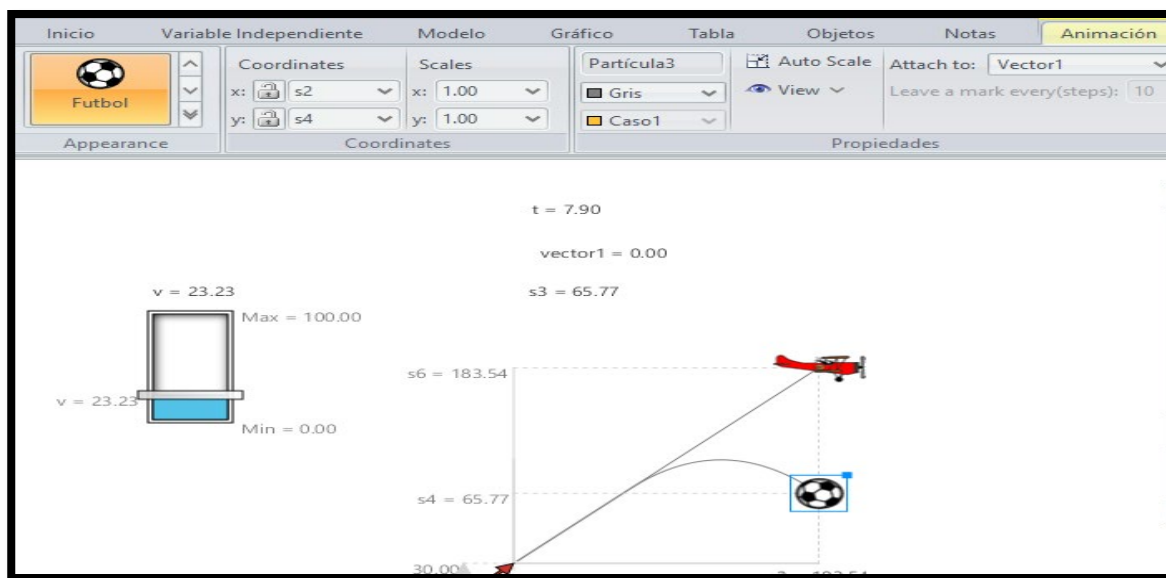 Inicio Variable Independiente Modelo Gráfico Tabla Objetos Notas Animación
Futbol
Appearance
Coordinates
x: s2
y: s4
Coordinates
Scales
x: 1.00
y: 1.00
Partícula3
Gris
Caso1
Auto Scale
View
Attach to: Vector1
Leave a mark every(steps): 10
Propiedades
t = 7.90
vector1 = 0.00
v = 23.23
s3 = 65.77
Max = 100.00
v = 23.23
Min = 0.00
s6 = 183.54
s4 = 65.77
30.00